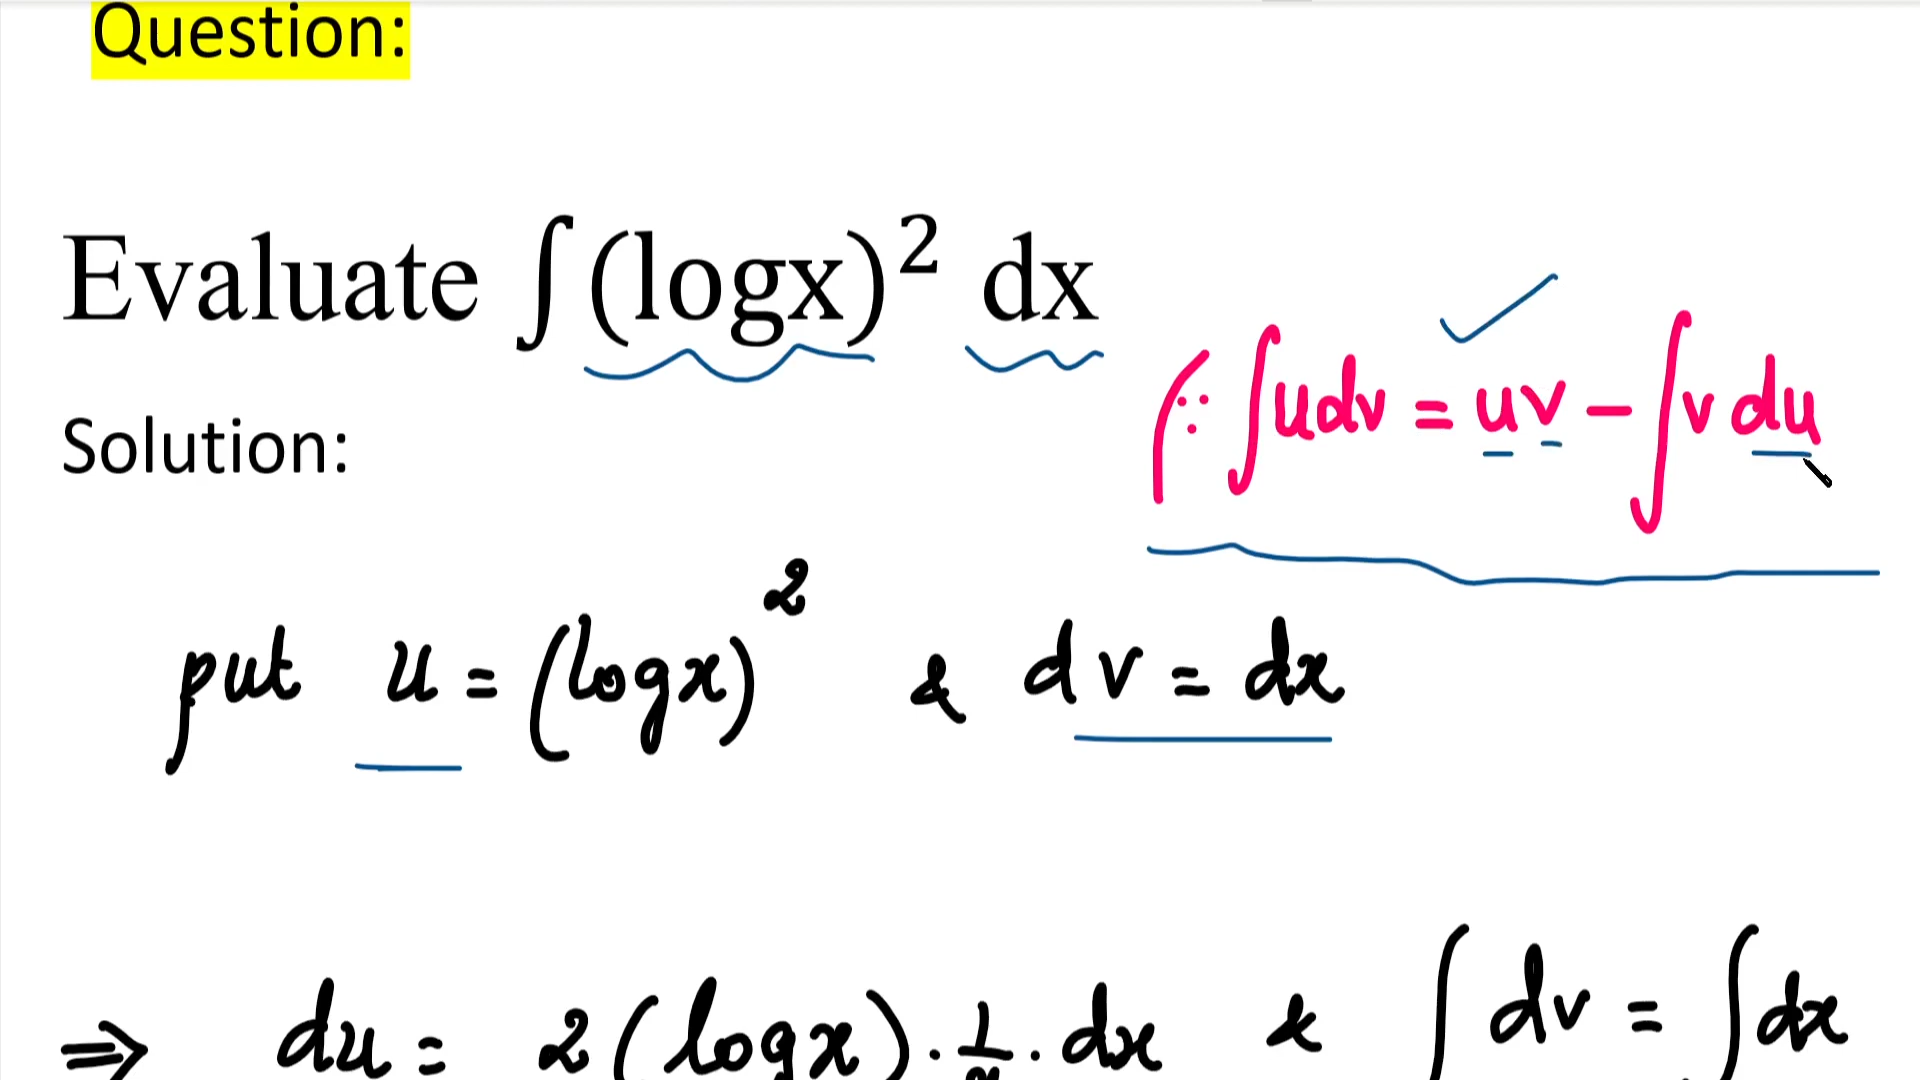 Question:
Evaluate ∫(logx)² dx
(∵ ∫udv = uv − ∫v du
Solution:
put u = (logx)² & dv = dx
⇒ du = 2(logx)·1/x·dx & ∫dv = ∫dx